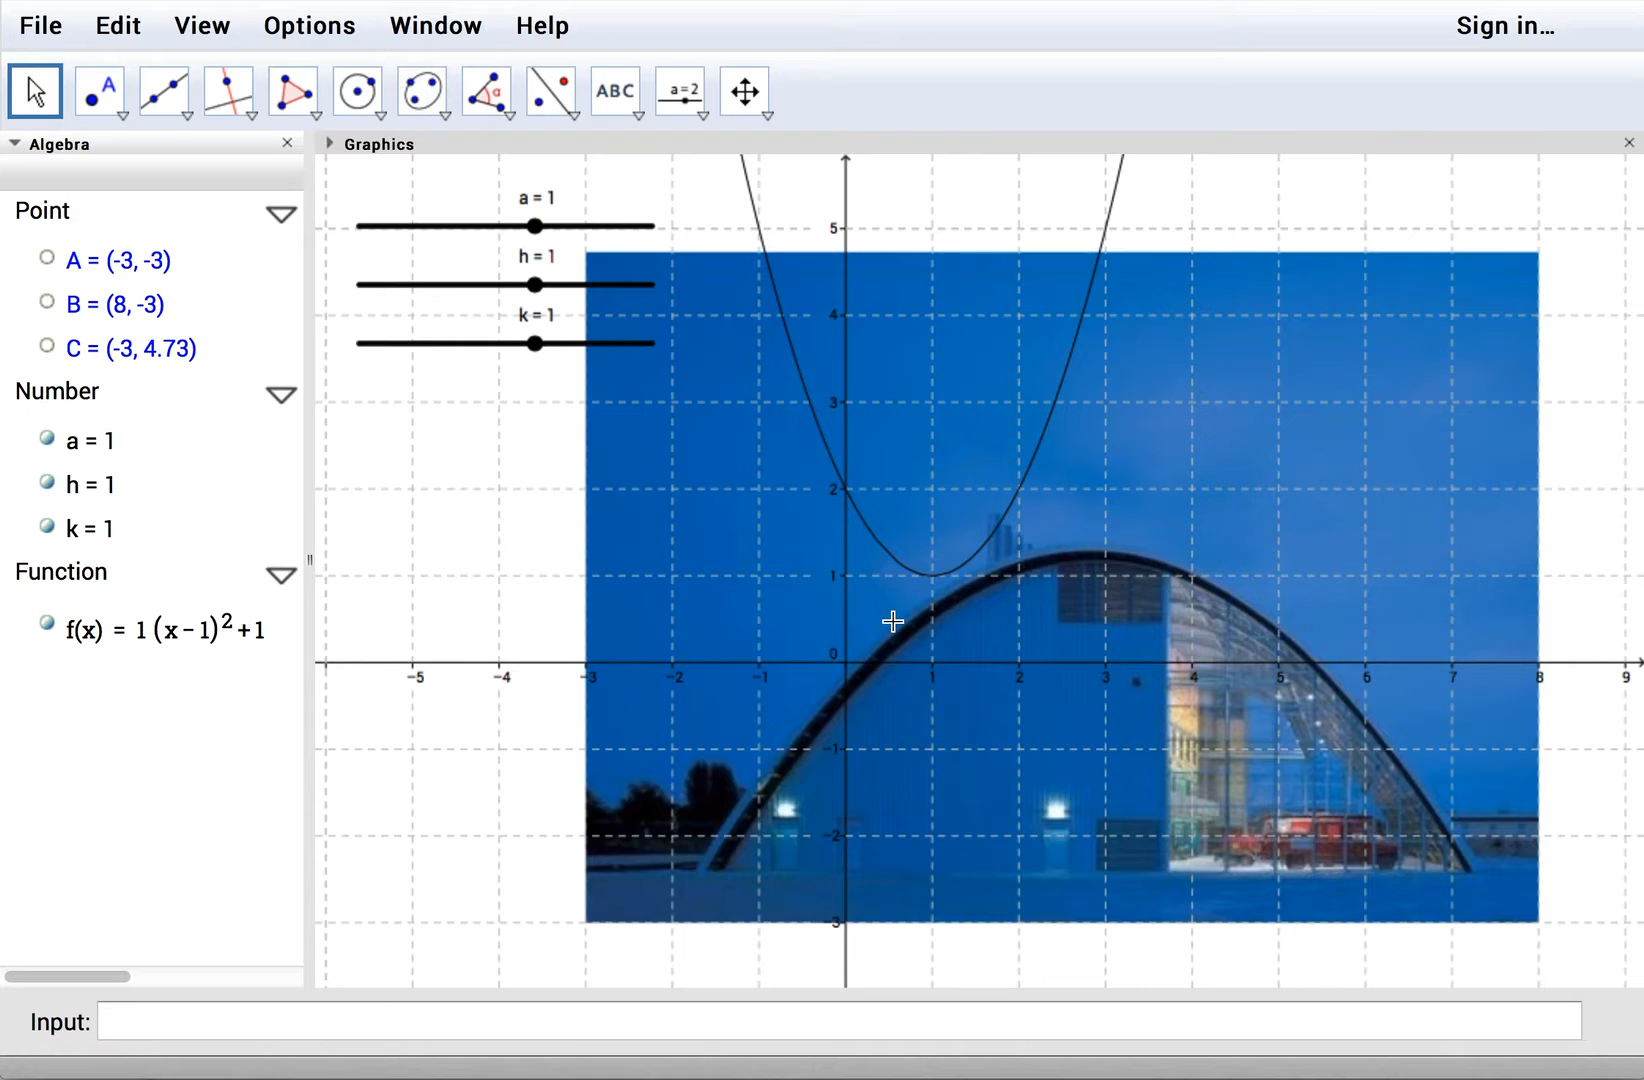 File Edit View Options Window Help Sign in...
A α ABC a=2
Algebra Graphics
Point
A = (-3, -3)
B = (8, -3)
C = (-3, 4.73)
Number
a = 1
h = 1
k = 1
Function
f(x) = 1 (x − 1)² + 1
a = 1
h = 1
k = 1
5
4
3
2
1
0
-5 -4 -3 -2 -1 1 2 3 4 5 6 7 8 9
-1
-2
-3
Input: